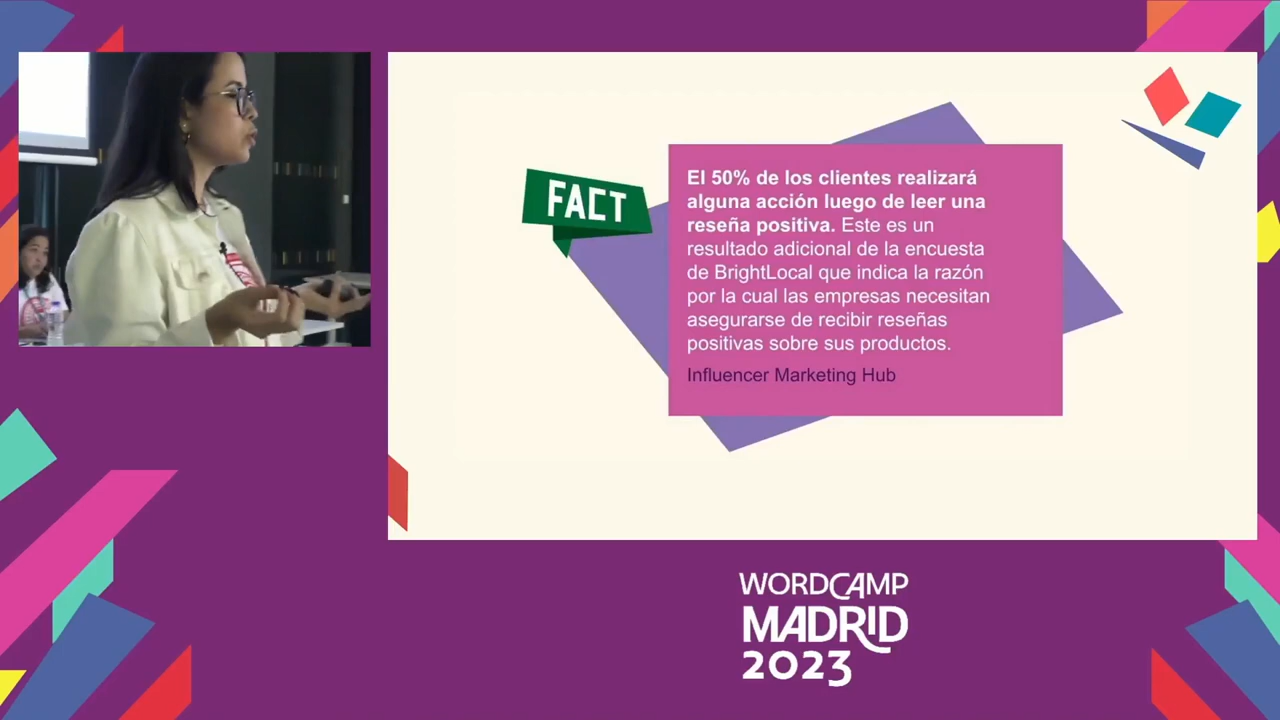 FACT
El 50% de los clientes realizará
alguna acción luego de leer una
reseña positiva. Este es un
resultado adicional de la encuesta
de BrightLocal que indica la razón
por la cual las empresas necesitan
asegurarse de recibir reseñas
positivas sobre sus productos.
Influencer Marketing Hub
WORDCAMP
MADRID
2023